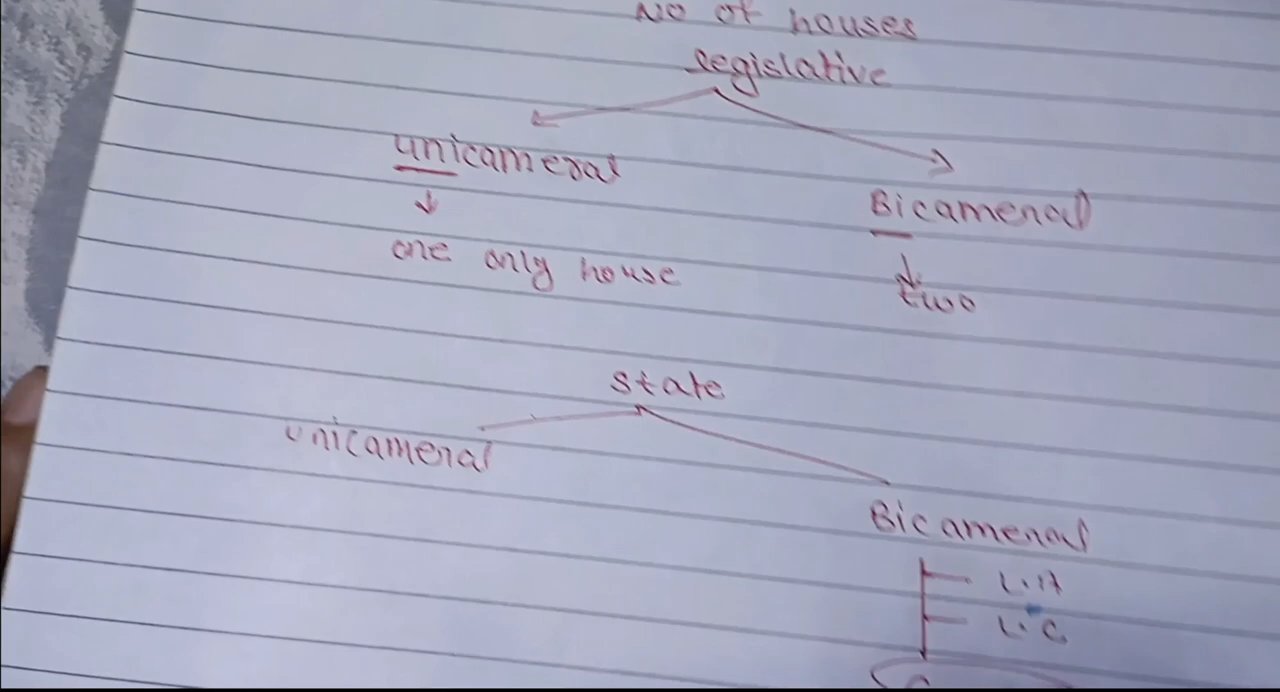 No of houses
legislative
unicameral
Bicameral
one only house
two
state
unicameral
Bicameral
L.A
L.C.